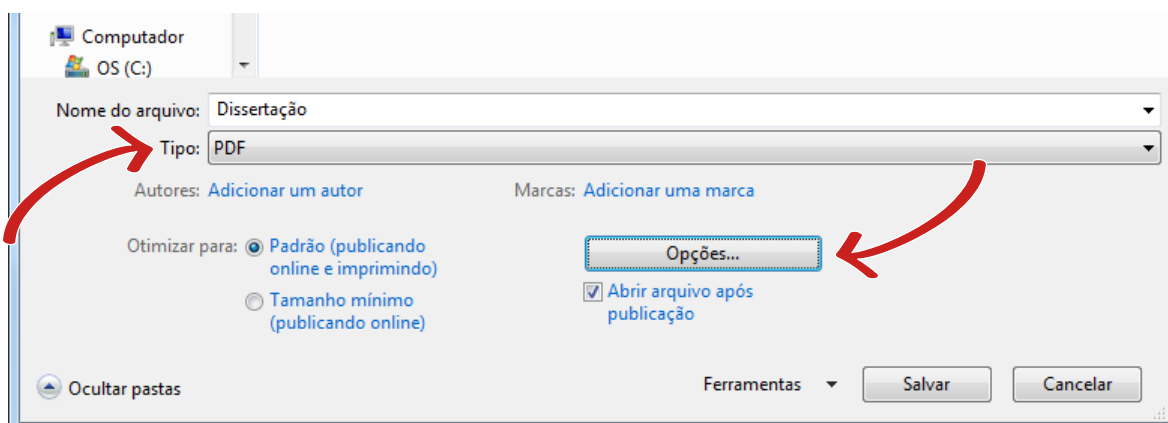 Computador
OS (C:)
Nome do arquivo: Dissertação
Tipo: PDF
Autores: Adicionar um autor
Marcas: Adicionar uma marca
Otimizar para: Padrão (publicando
online e imprimindo)
Tamanho mínimo
(publicando online)
Opções...
Abrir arquivo após
publicação
Ocultar pastas
Ferramentas
Salvar
Cancelar